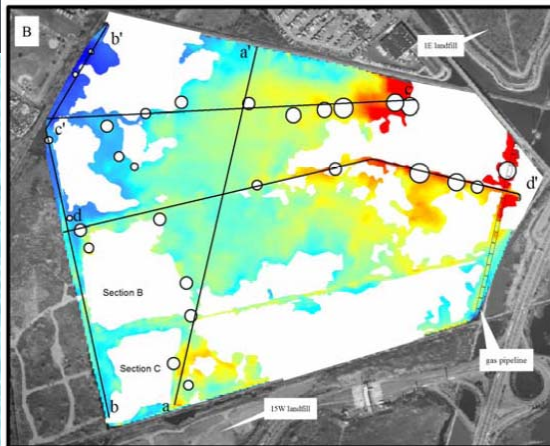 B
1E landfill
b'
a'
c
c'
d'
d
Section B
Section C
gas pipeline
b
a
15W landfill